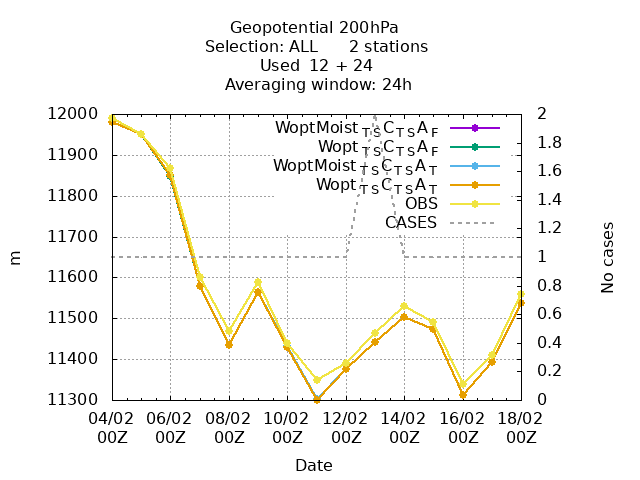 Geopotential 200hPa
Selection: ALL      2 stations
Used  12 + 24
Averaging window: 24h
WoptMoist TS C TS A F
Wopt TS C TS A F
WoptMoist TS C TS A T
Wopt TS C TS A T
OBS
CASES
12000
11900
11800
11700
11600
11500
11400
11300
m
2
1.8
1.6
1.4
1.2
1
0.8
0.6
0.4
0.2
0
No cases
04/02 06/02 08/02 10/02 12/02 14/02 16/02 18/02
00Z 00Z 00Z 00Z 00Z 00Z 00Z 00Z
Date